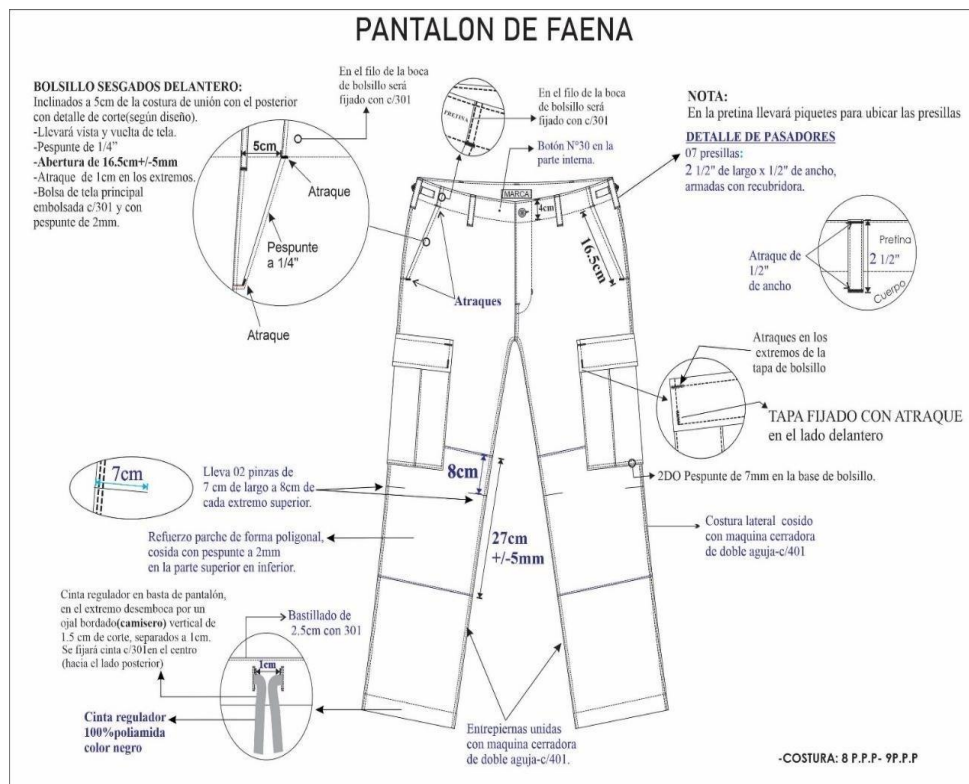 PANTALON DE FAENA
BOLSILLO SESGADOS DELANTERO:
Inclinados a 5cm de la costura de unión con el posterior
con detalle de corte(según diseño).
-Llevará vista y vuelta de tela.
-Pespunte de 1/4"
-Abertura de 16.5cm+/-5mm
-Atraque de 1cm en los extremos.
-Bolsa de tela principal
embolsada c/301 y con
pespunte de 2mm.
5cm
Atraque
Pespunte
a 1/4"
Atraque
En el filo de la boca
de bolsillo será
fijado con c/301
PRETINA
En el filo de la boca
de bolsillo será
fijado con c/301
Botón N°30 en la
parte interna.
NOTA:
En la pretina llevará piquetes para ubicar las presillas
DETALLE DE PASADORES
07 presillas:
2 1/2" de largo x 1/2" de ancho,
armadas con recubridora.
MARCA
4cm
16.5cm
Atraques
Atraque de
1/2"
de ancho
Pretina
2 1/2"
Cuerpo
Atraques en los
extremos de la
tapa de bolsillo
TAPA FIJADO CON ATRAQUE
en el lado delantero
2DO Pespunte de 7mm en la base de bolsillo.
7cm
Lleva 02 pinzas de
7 cm de largo a 8cm de
cada extremo superior.
8cm
27cm
+/-5mm
Refuerzo parche de forma poligonal,
cosida con pespunte a 2mm
en la parte superior en inferior.
Costura lateral cosido
con maquina cerradora
de doble aguja-c/401
Cinta regulador en basta de pantalón,
en el extremo desemboca por un
ojal bordado(camisero) vertical de
1.5 cm de corte, separados a 1cm.
Se fijará cinta c/301en el centro
(hacia el lado posterior)
Bastillado de
2.5cm con 301
1cm
Cinta regulador
100%poliamida
color negro
Entrepiernas unidas
con maquina cerradora
de doble aguja-c/401.
-COSTURA: 8 P.P.P- 9P.P.P